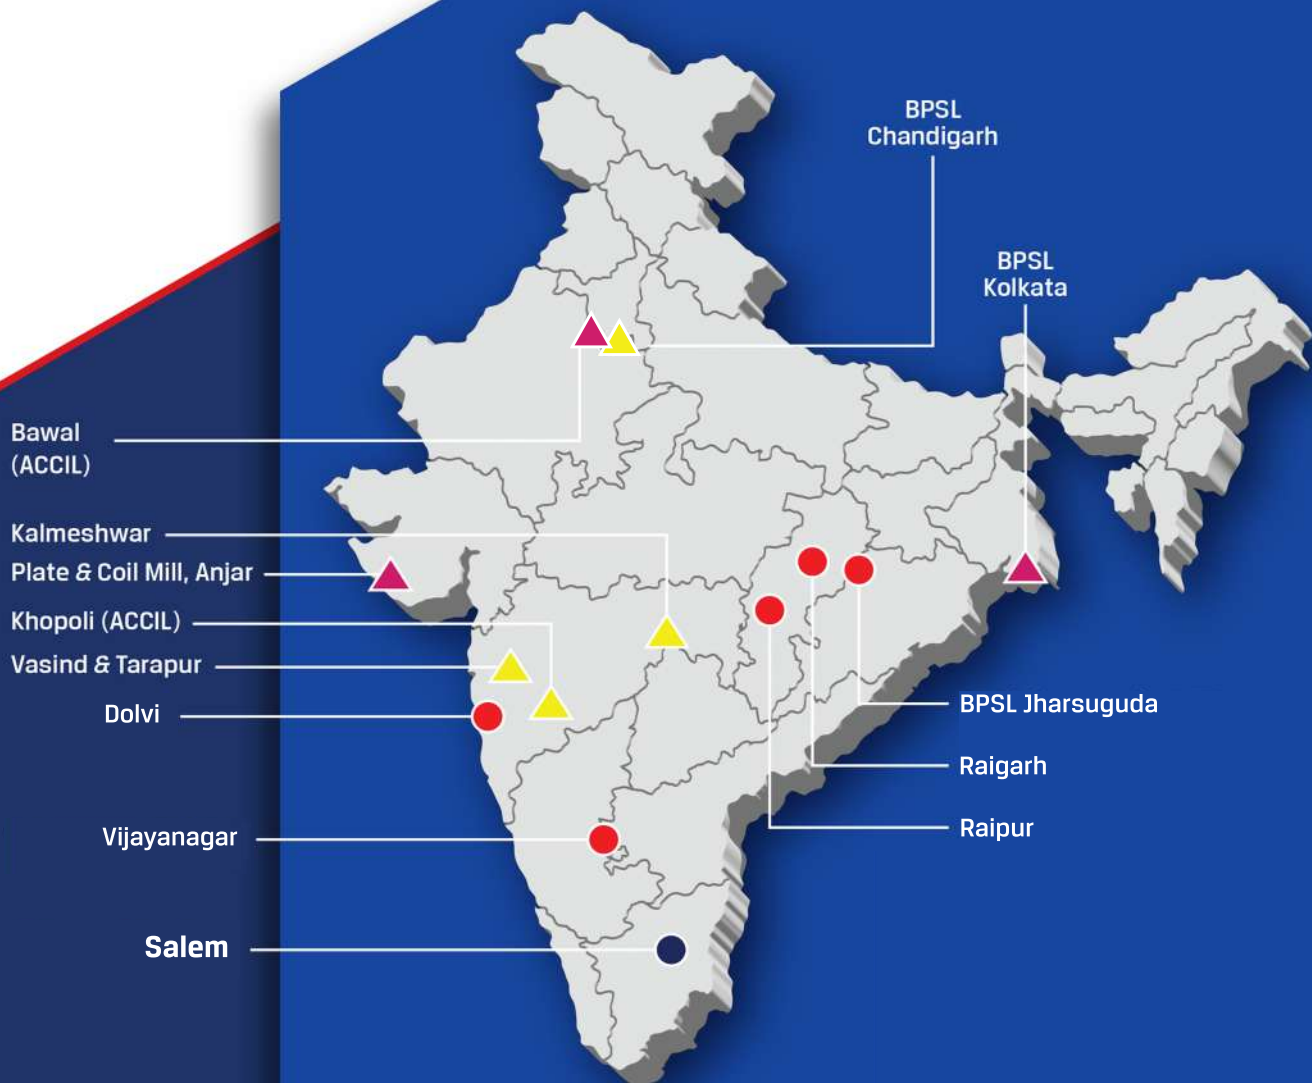 BPSL
Chandigarh
BPSL
Kolkata
Bawal
(ACCIL)
Kalmeshwar
Plate & Coil Mill, Anjar
Khopoli (ACCIL)
Vasind & Tarapur
Dolvi
BPSL Jharsuguda
Raigarh
Raipur
Vijayanagar
Salem